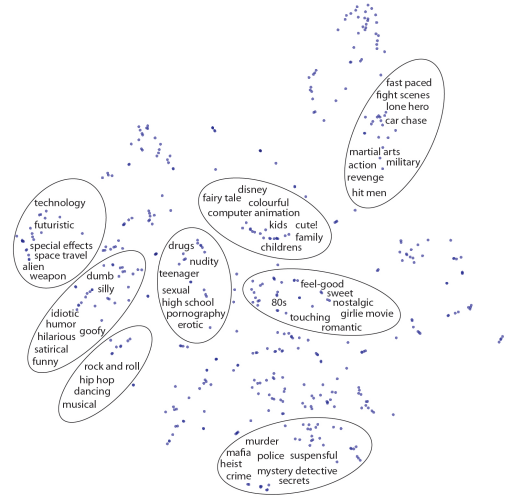 fast paced
fight scenes
lone hero
car chase
martial arts
action military
revenge
hit men
disney
fairy tale colourful
computer animation
kids cute!
family
childrens
technology
futuristic
special effects
space travel
alien
weapon
drugs
nudity
teenager
sexual
high school
pornography
erotic
dumb
silly
idiotic
humor goofy
hilarious
satirical
funny
feel-good
sweet
80s nostalgic
girlie movie
touching
romantic
rock and roll
hip hop
dancing
musical
murder
mafia police suspensful
heist
mystery detective
crime secrets